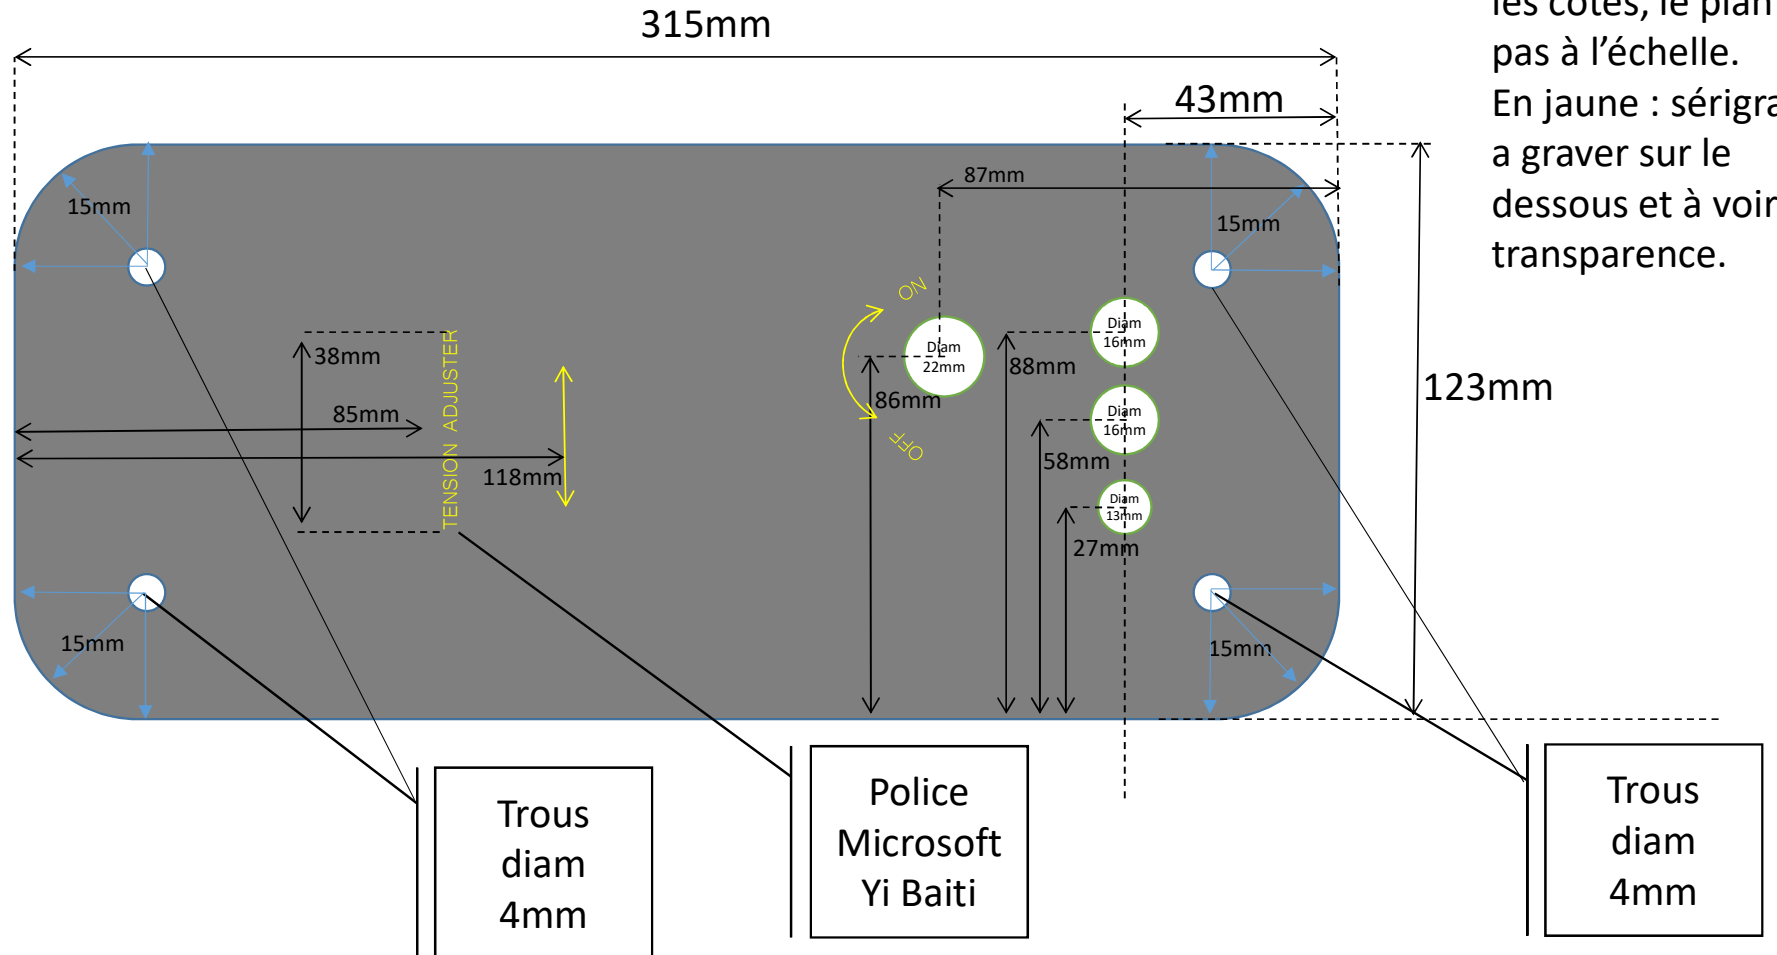 315mm
les cotes, le plan
pas à l'échelle.
En jaune : sérigra
a graver sur le
dessous et à voir
transparence.
43mm
87mm
15mm
15mm
ON
Diam
16mm
Diam
22mm
38mm
88mm
TENSION ADJUSTER
123mm
85mm
86mm
Diam
16mm
OFF
58mm
118mm
Diam
13mm
27mm
15mm
15mm
Trous
diam
4mm
Police
Microsoft
Yi Baiti
Trous
diam
4mm